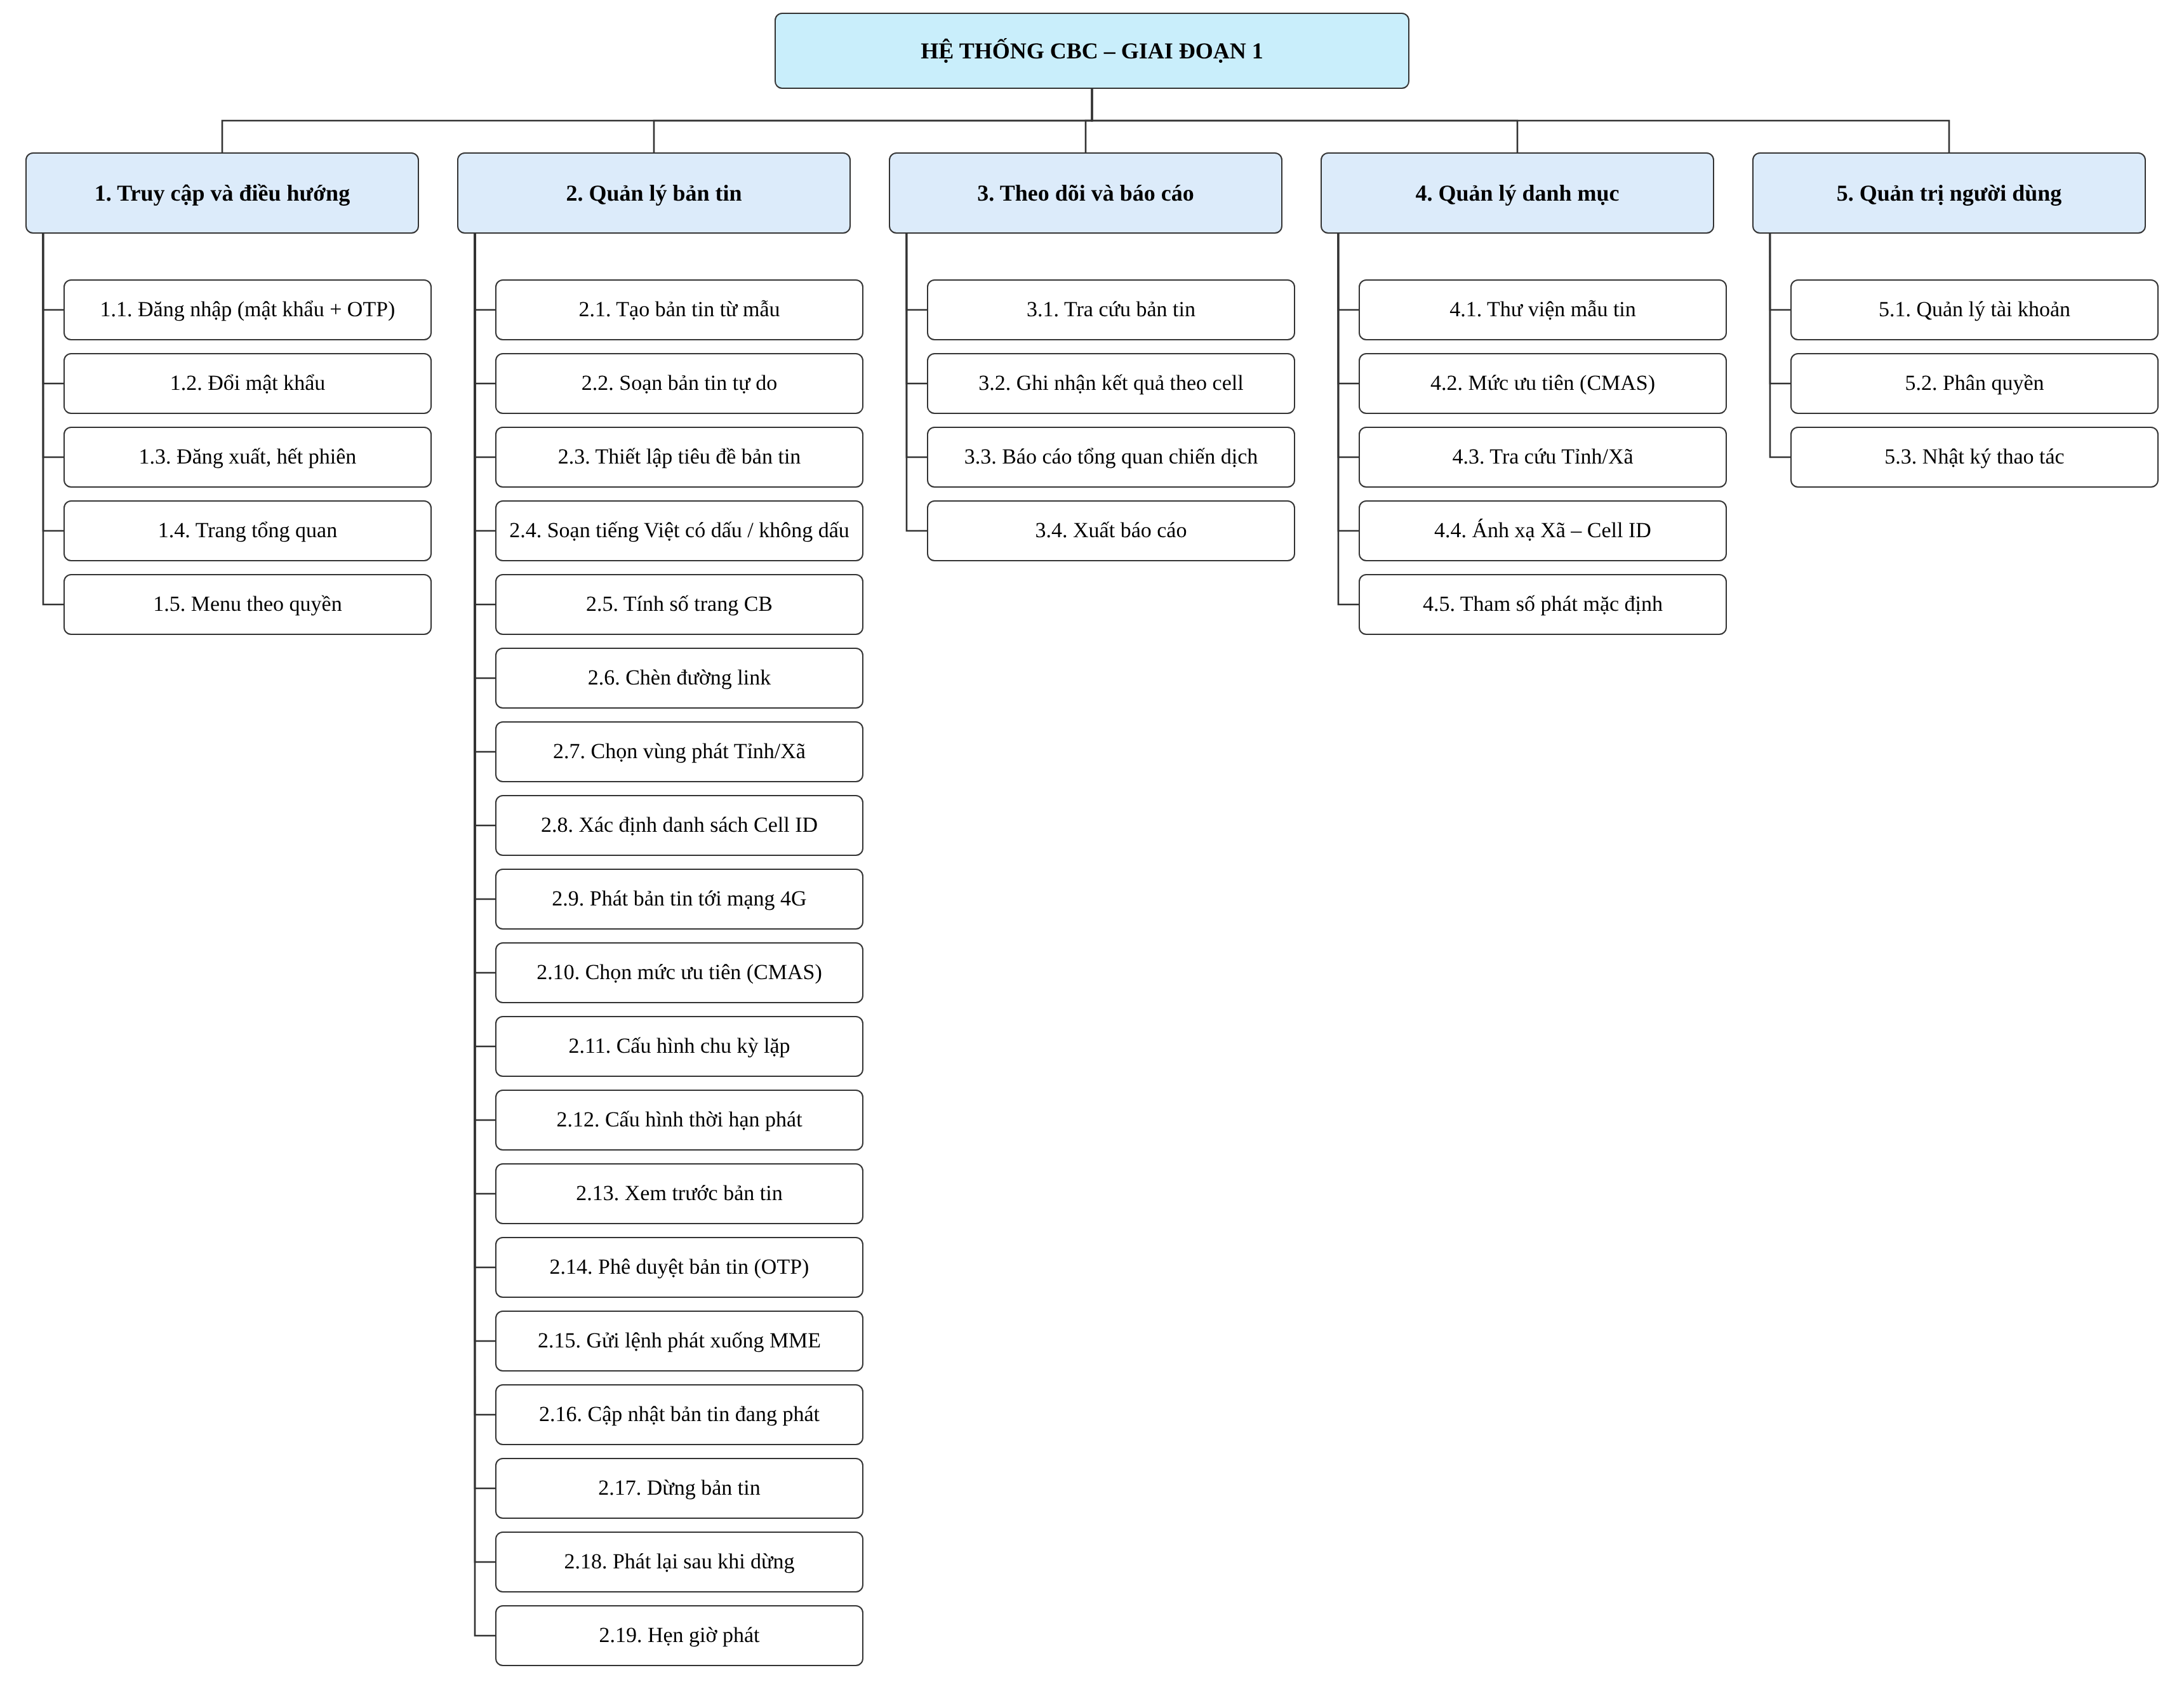 HỆ THỐNG CBC – GIAI ĐOẠN 1
1. Truy cập và điều hướng
1.1. Đăng nhập (mật khẩu + OTP)
1.2. Đổi mật khẩu
1.3. Đăng xuất, hết phiên
1.4. Trang tổng quan
1.5. Menu theo quyền
2. Quản lý bản tin
2.1. Tạo bản tin từ mẫu
2.2. Soạn bản tin tự do
2.3. Thiết lập tiêu đề bản tin
2.4. Soạn tiếng Việt có dấu / không dấu
2.5. Tính số trang CB
2.6. Chèn đường link
2.7. Chọn vùng phát Tỉnh/Xã
2.8. Xác định danh sách Cell ID
2.9. Phát bản tin tới mạng 4G
2.10. Chọn mức ưu tiên (CMAS)
2.11. Cấu hình chu kỳ lặp
2.12. Cấu hình thời hạn phát
2.13. Xem trước bản tin
2.14. Phê duyệt bản tin (OTP)
2.15. Gửi lệnh phát xuống MME
2.16. Cập nhật bản tin đang phát
2.17. Dừng bản tin
2.18. Phát lại sau khi dừng
2.19. Hẹn giờ phát
3. Theo dõi và báo cáo
3.1. Tra cứu bản tin
3.2. Ghi nhận kết quả theo cell
3.3. Báo cáo tổng quan chiến dịch
3.4. Xuất báo cáo
4. Quản lý danh mục
4.1. Thư viện mẫu tin
4.2. Mức ưu tiên (CMAS)
4.3. Tra cứu Tỉnh/Xã
4.4. Ánh xạ Xã – Cell ID
4.5. Tham số phát mặc định
5. Quản trị người dùng
5.1. Quản lý tài khoản
5.2. Phân quyền
5.3. Nhật ký thao tác